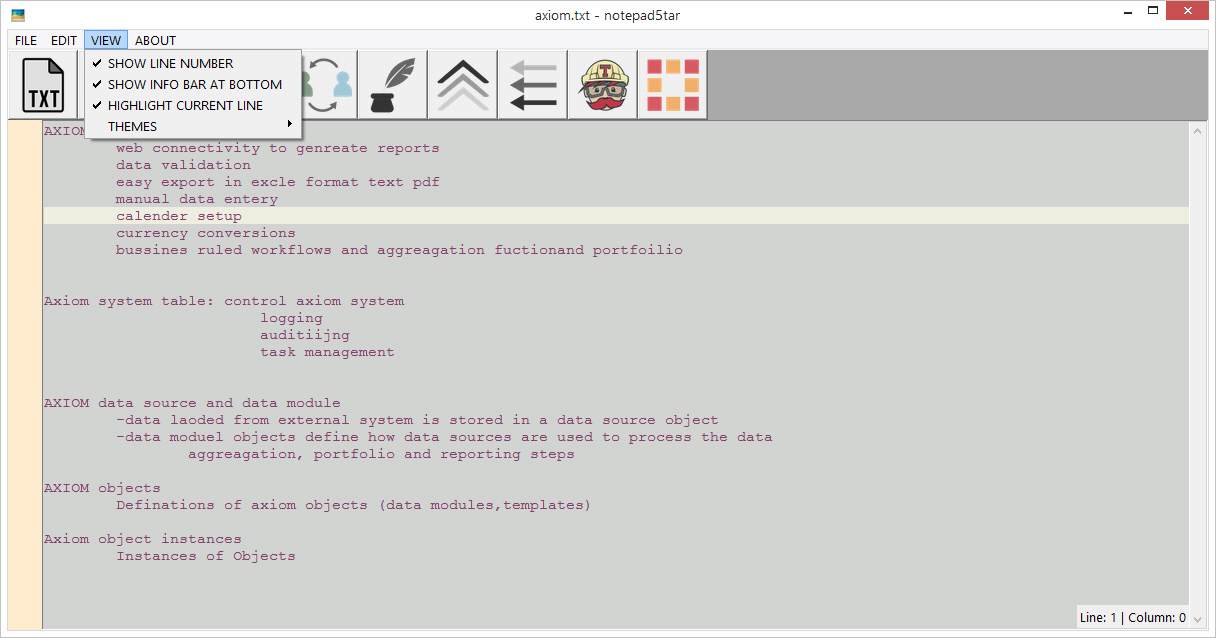 axiom.txt - notepad5tar
FILE EDIT VIEW ABOUT
SHOW LINE NUMBER
SHOW INFO BAR AT BOTTOM
HIGHLIGHT CURRENT LINE
THEMES
TXT
T
AXIOM
web connectivity to genreate reports
data validation
easy export in excle format text pdf
manual data entery
calender setup
currency conversions
bussines ruled workflows and aggreagation fuctionand portfoilio
Axiom system table: control axiom system
logging
auditiijng
task management
AXIOM data source and data module
-data laoded from external system is stored in a data source object
-data moduel objects define how data sources are used to process the data
aggreagation, portfolio and reporting steps
AXIOM objects
Definations of axiom objects (data modules,templates)
Axiom object instances
Instances of Objects
Line: 1 | Column: 0